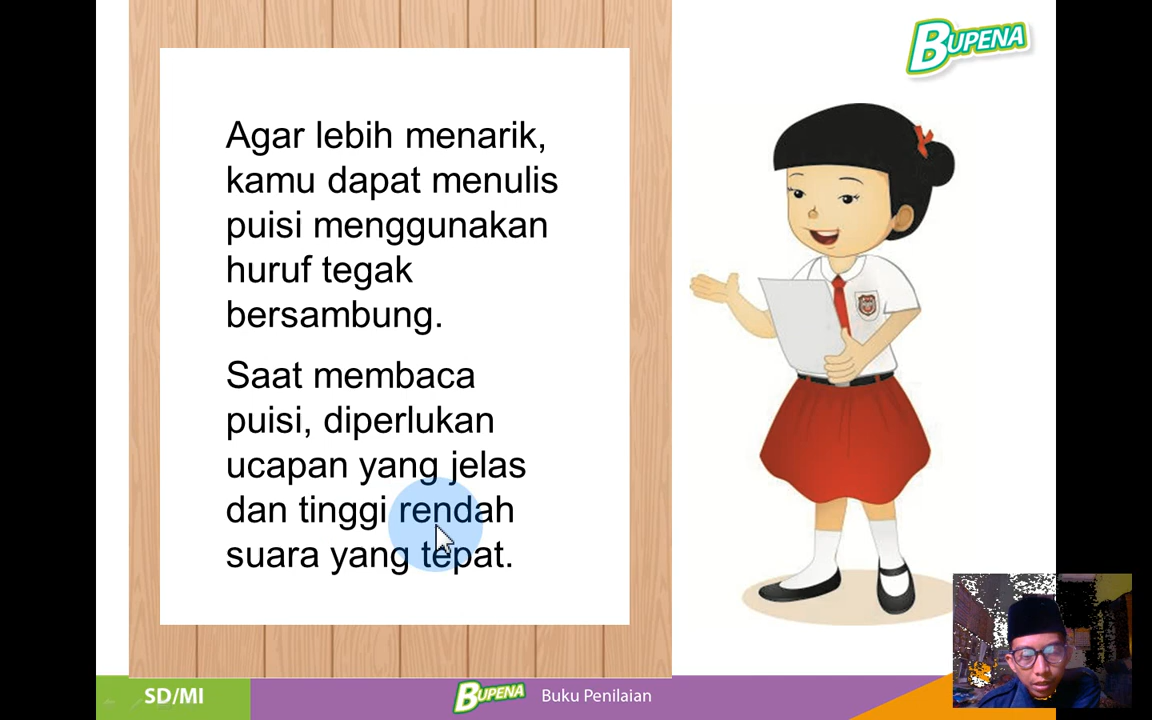 BUPENA
Agar lebih menarik,
kamu dapat menulis
puisi menggunakan
huruf tegak
bersambung.
Saat membaca
puisi, diperlukan
ucapan yang jelas
dan tinggi rendah
suara yang tepat.
SD/MI
BUPENA
Buku Penilaian